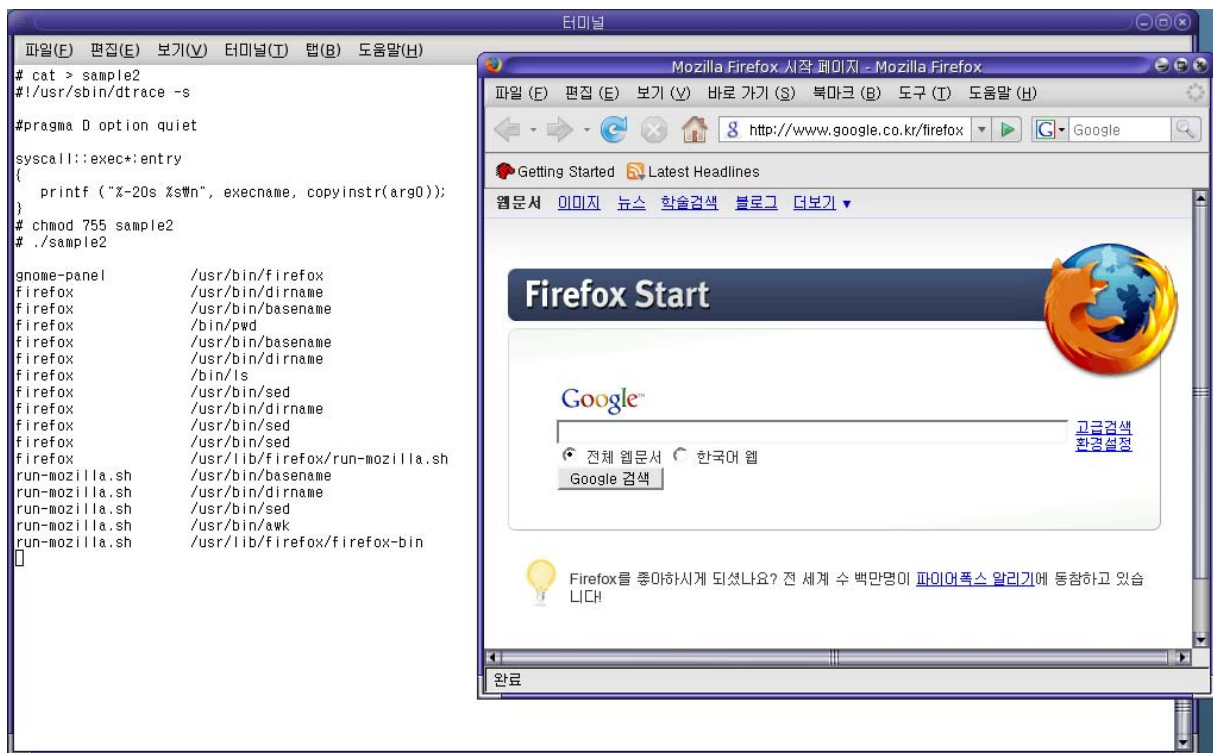 터미널
파일(F) 편집(E) 보기(V) 터미널(T) 탭(B) 도움말(H)
# cat > sample2
#!/usr/sbin/dtrace -s
#pragma D option quiet
syscall::exec*:entry
{
printf ("%-20s %s₩n", execname, copyinstr(arg0));
}
# chmod 755 sample2
# ./sample2
gnome-panel /usr/bin/firefox
firefox /usr/bin/dirname
firefox /usr/bin/basename
firefox /bin/pwd
firefox /usr/bin/basename
firefox /usr/bin/dirname
firefox /bin/ls
firefox /usr/bin/sed
firefox /usr/bin/dirname
firefox /usr/bin/sed
firefox /usr/bin/sed
firefox /usr/lib/firefox/run-mozilla.sh
run-mozilla.sh /usr/bin/basename
run-mozilla.sh /usr/bin/dirname
run-mozilla.sh /usr/bin/sed
run-mozilla.sh /usr/bin/awk
run-mozilla.sh /usr/lib/firefox/firefox-bin
Mozilla Firefox 시작 페이지 - Mozilla Firefox
파일 (F) 편집 (E) 보기 (V) 바로 가기 (S) 북마크 (B) 도구 (T) 도움말 (H)
8 http://www.google.co.kr/firefox G Google
Getting Started Latest Headlines
웹문서 이미지 뉴스 학술검색 블로그 더보기 ▼
Firefox Start
Google™
고급검색
환경설정
전체 웹문서 한국어 웹
Google 검색
Firefox를 좋아하시게 되셨나요? 전 세계 수 백만명이 파이어폭스 알리기에 동참하고 있습
니다!
완료